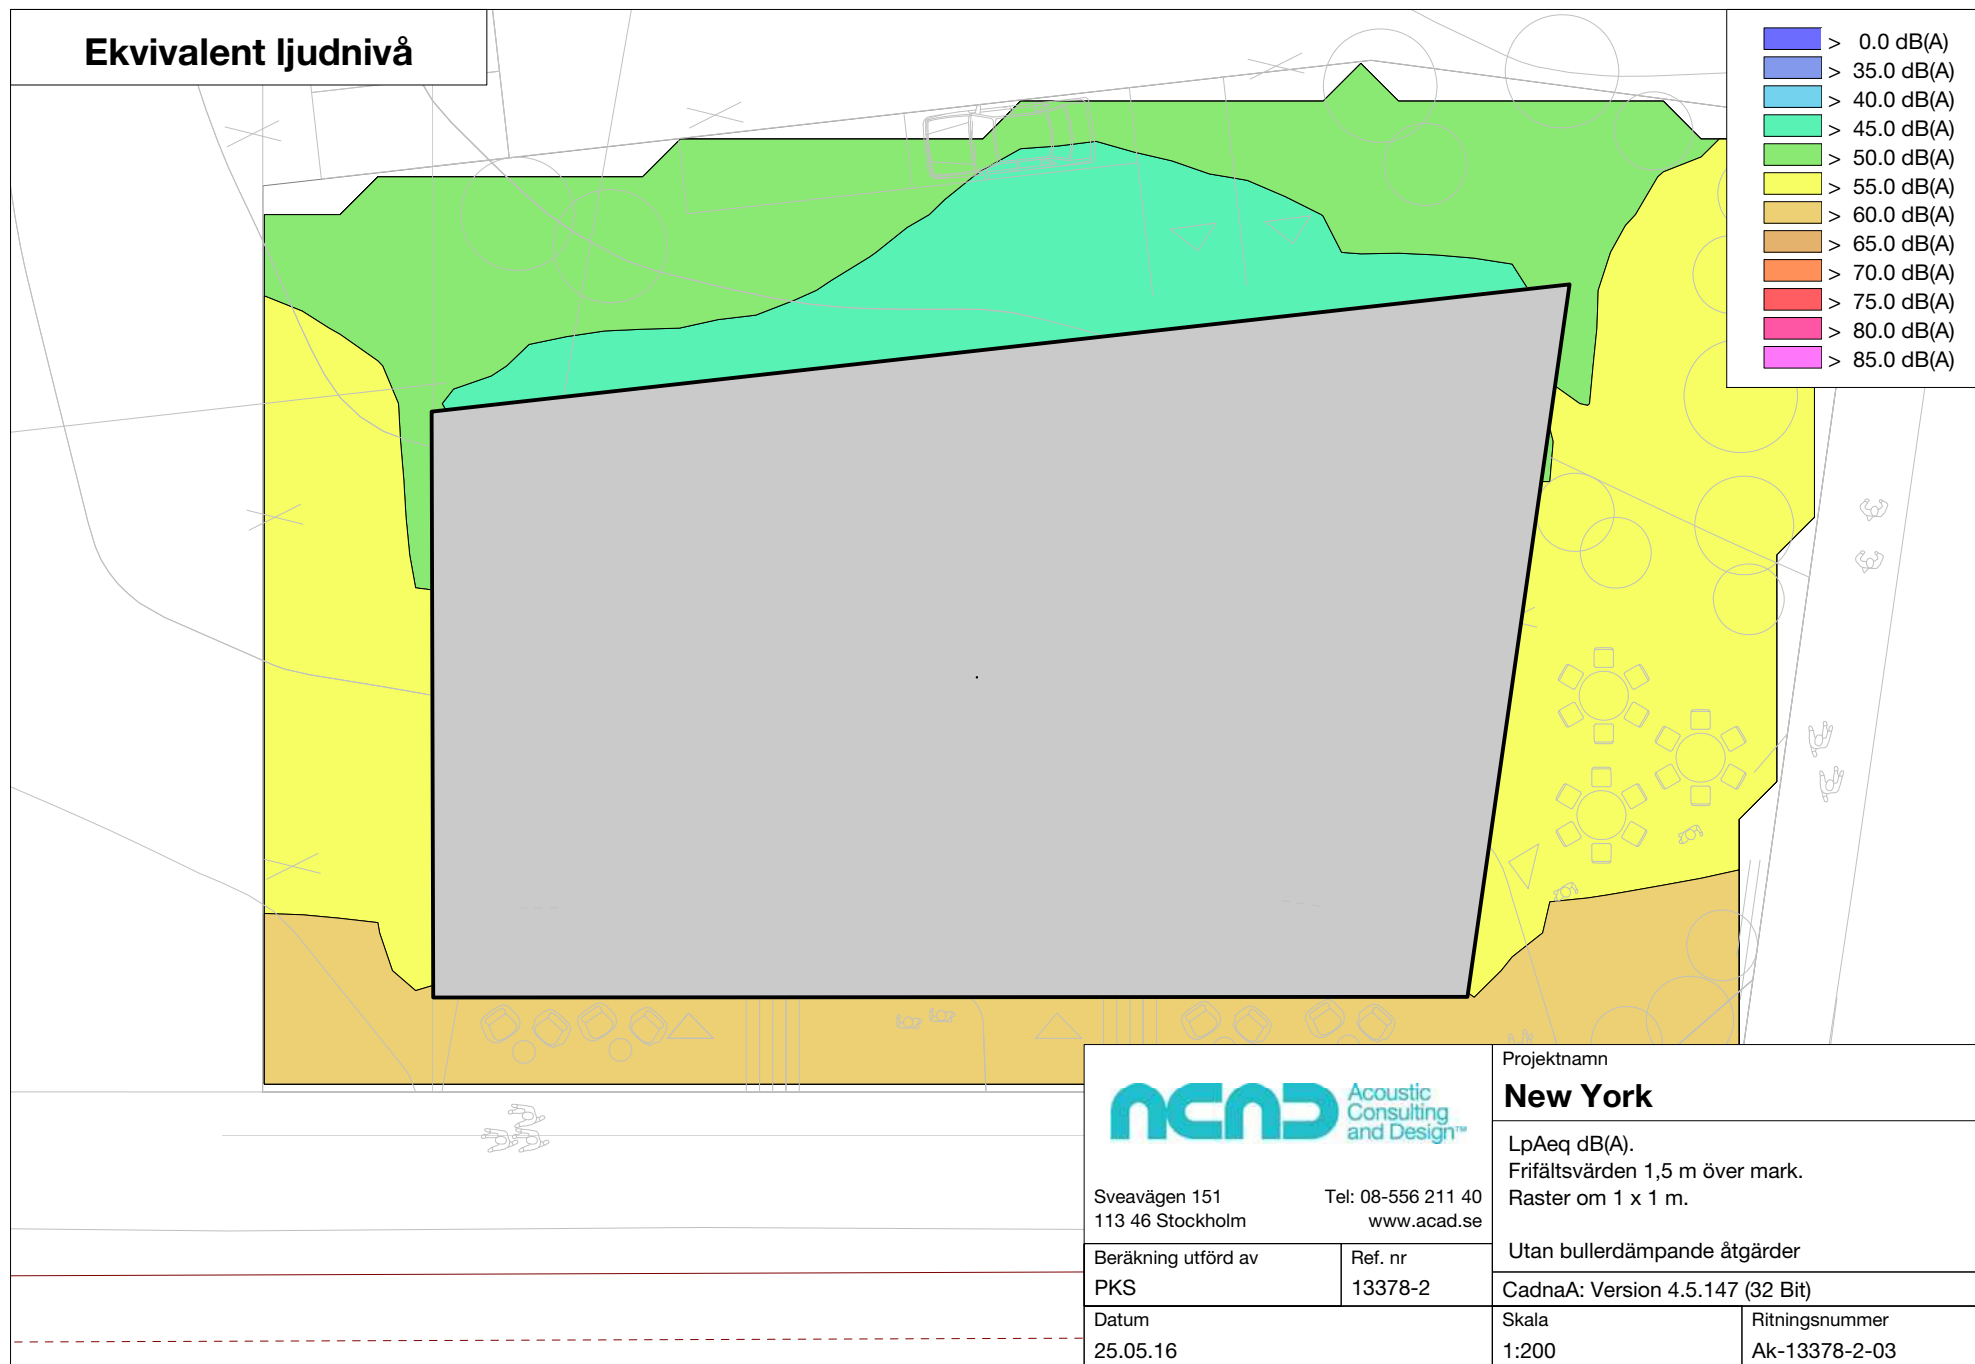 Ekvivalent ljudnivå
> 0.0 dB(A)
> 35.0 dB(A)
> 40.0 dB(A)
> 45.0 dB(A)
> 50.0 dB(A)
> 55.0 dB(A)
> 60.0 dB(A)
> 65.0 dB(A)
> 70.0 dB(A)
> 75.0 dB(A)
> 80.0 dB(A)
> 85.0 dB(A)
ACAD
Acoustic
Consulting
and Design™
Sveavägen 151
Tel: 08-556 211 40
113 46 Stockholm
www.acad.se
Beräkning utförd av
PKS
Ref. nr
13378-2
Datum
25.05.16
Projektnamn
New York
LpAeq dB(A).
Frifältsvärden 1,5 m över mark.
Raster om 1 x 1 m.
Utan bullerdämpande åtgärder
CadnaA: Version 4.5.147 (32 Bit)
Skala
1:200
Ritningsnummer
Ak-13378-2-03